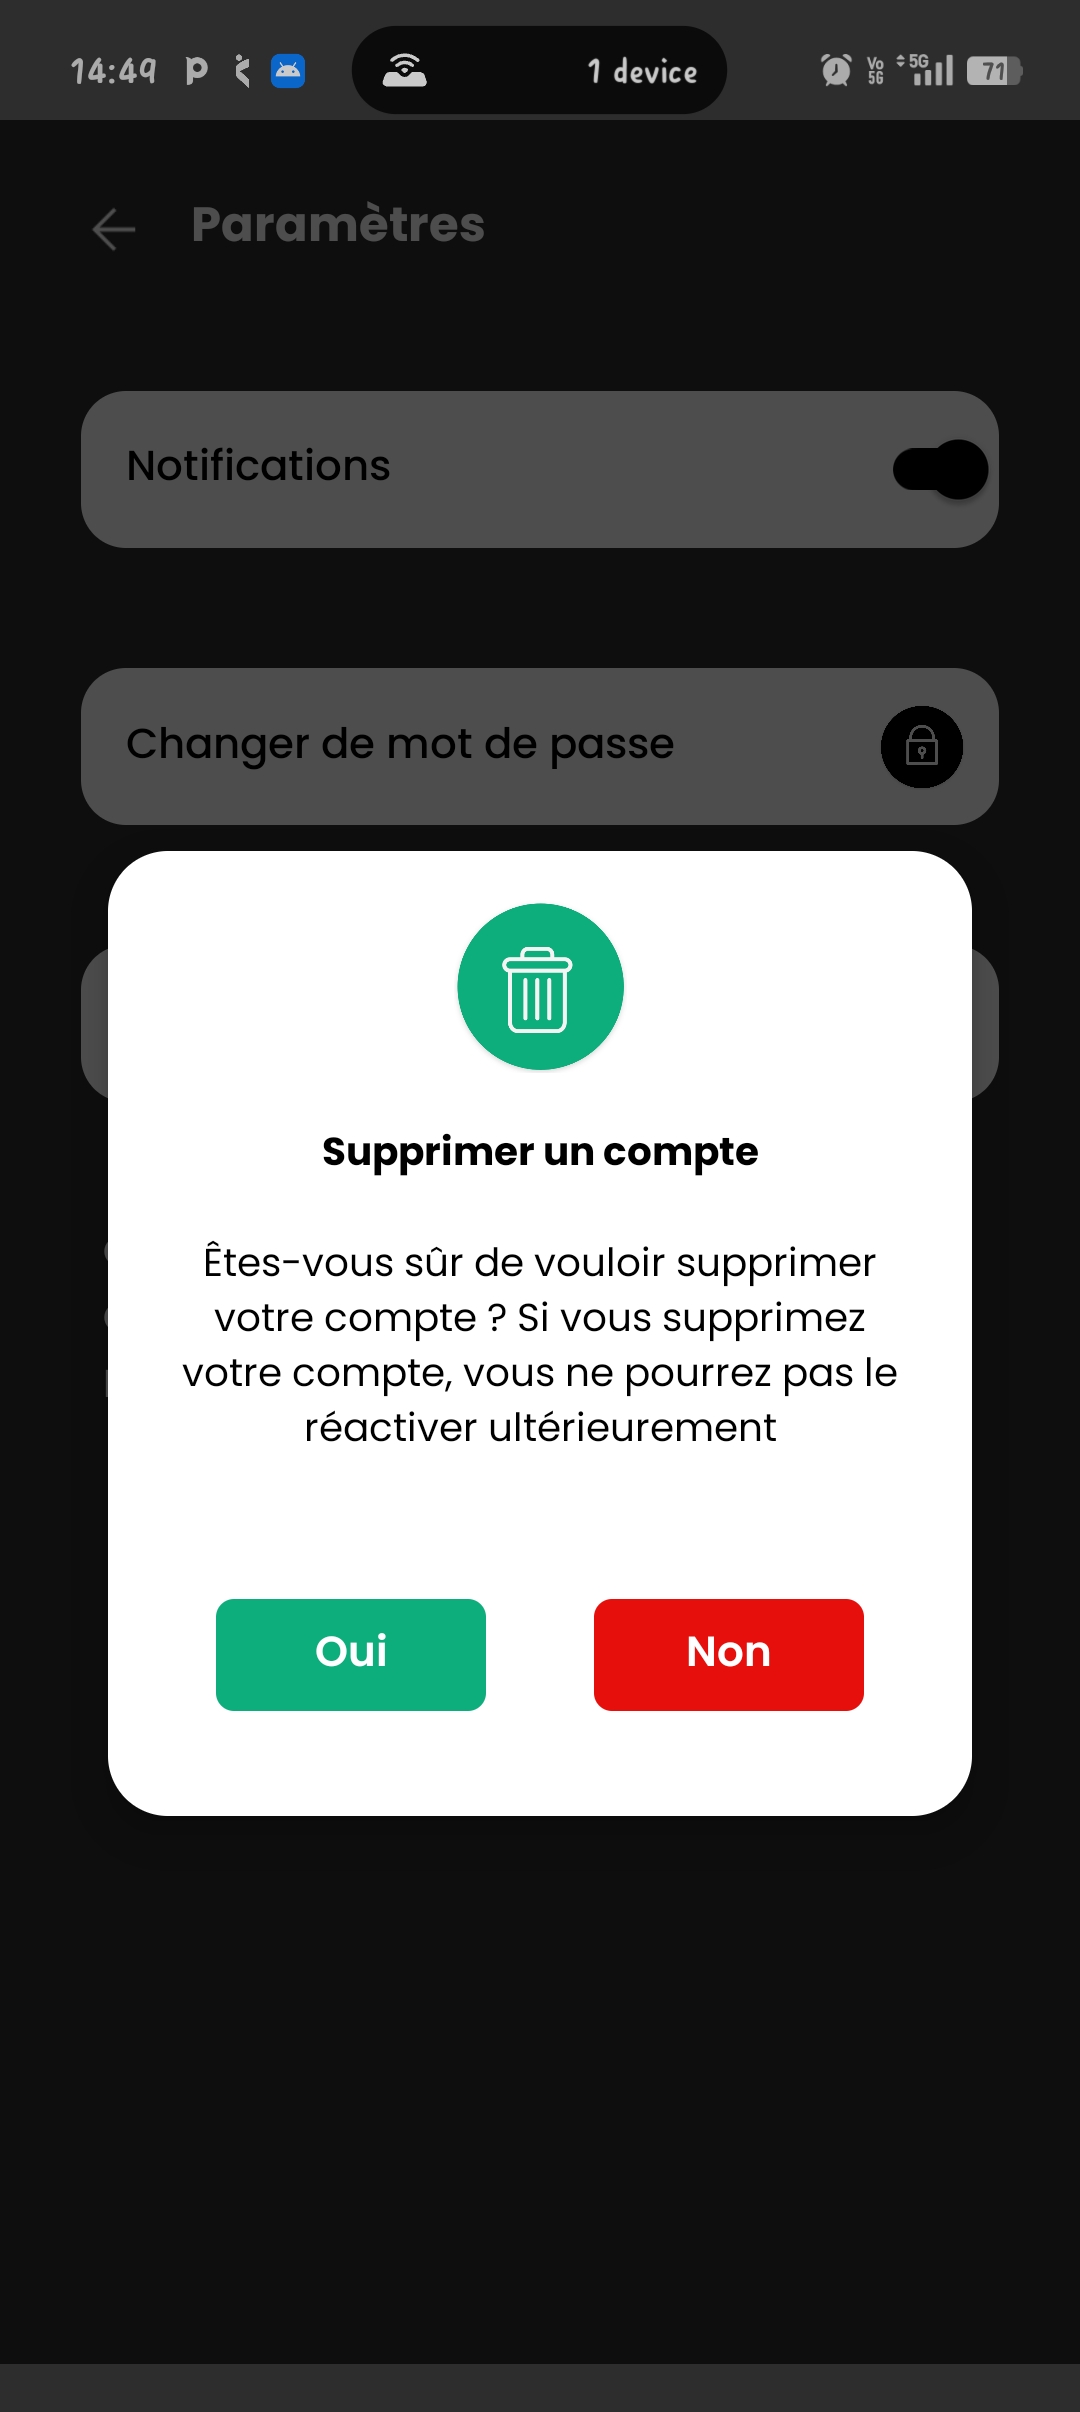 14:49
1 device
Vo 5G
5G
71
Paramètres
Notifications
Changer de mot de passe
Supprimer un compte
Êtes-vous sûr de vouloir supprimer
votre compte ? Si vous supprimez
votre compte, vous ne pourrez pas le
réactiver ultérieurement
Oui
Non